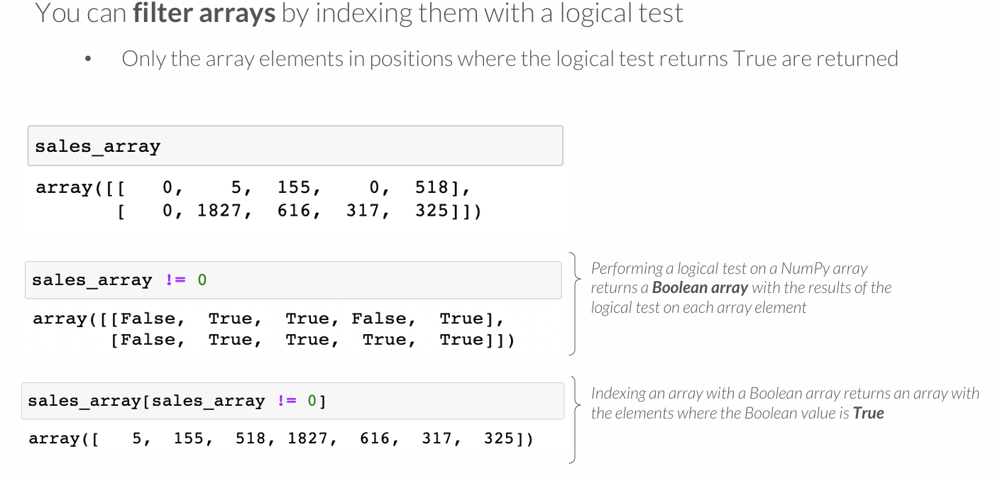 You can filter arrays by indexing them with a logical test
• Only the array elements in positions where the logical test returns True are returned
sales_array
array([[   0,    5,  155,    0,  518],
       [   0, 1827,  616,  317,  325]])
sales_array != 0
array([[False,  True,  True, False,  True],
       [False,  True,  True,  True,  True]])
Performing a logical test on a NumPy array
returns a Boolean array with the results of the
logical test on each array element
sales_array[sales_array != 0]
array([   5,  155,  518, 1827,  616,  317,  325])
Indexing an array with a Boolean array returns an array with
the elements where the Boolean value is True